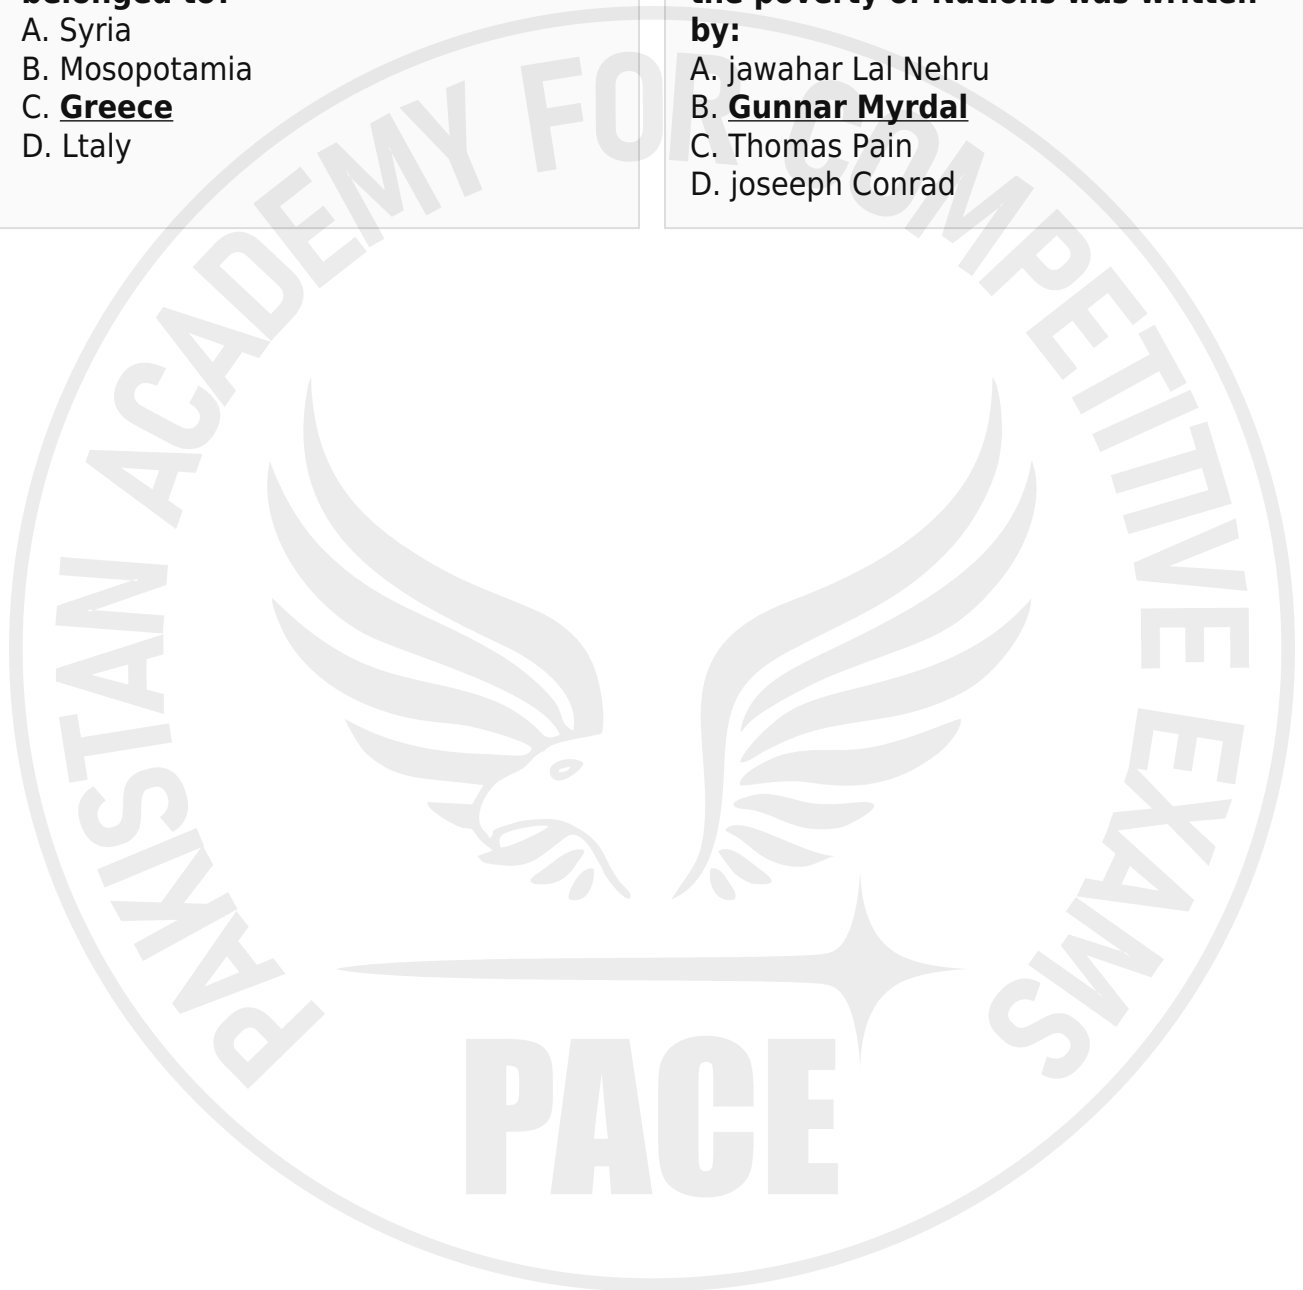 belonged to?
A. Syria
B. Mosopotamia
C. Greece
D. Ltaly
the poverty of Nations was written
by:
A. jawahar Lal Nehru
B. Gunnar Myrdal
C. Thomas Pain
D. joseeph Conrad
PAKISTAN ACADEMY FOR COMPETITIVE EXAMS
PACE